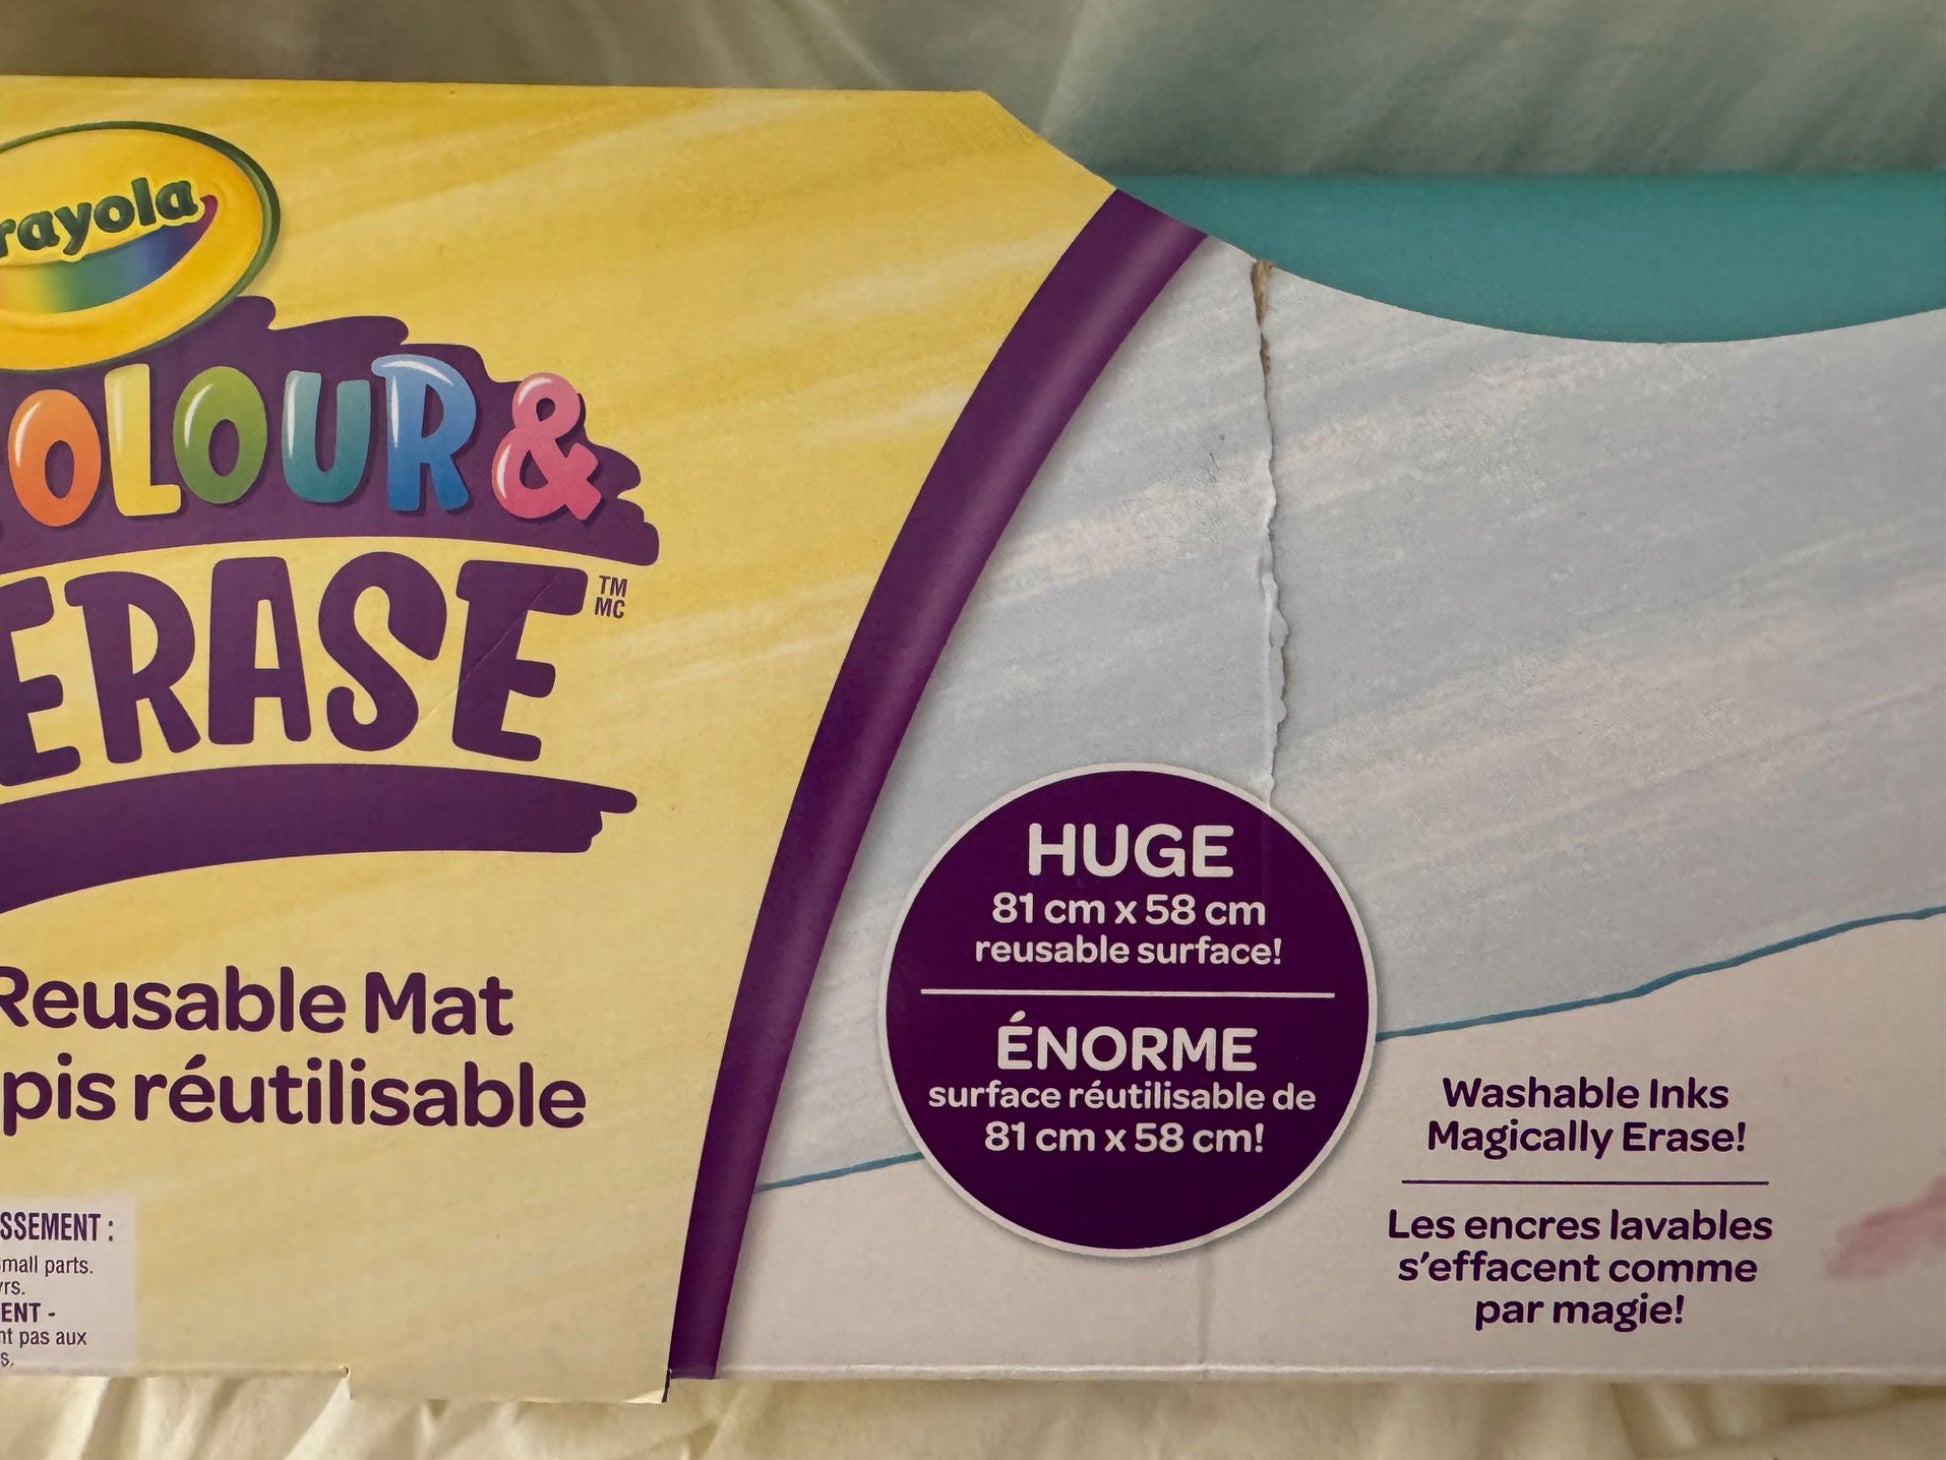 rayola
OLOUR &
ERASE
TM
MC
Reusable Mat
pis réutilisable
SSEMENT :
mall parts.
rs.
ENT -
nt pas aux
s.
HUGE
81 cm x 58 cm
reusable surface!
ÉNORME
surface réutilisable de
81 cm x 58 cm!
Washable Inks
Magically Erase!
Les encres lavables
s'effacent comme
par magie!